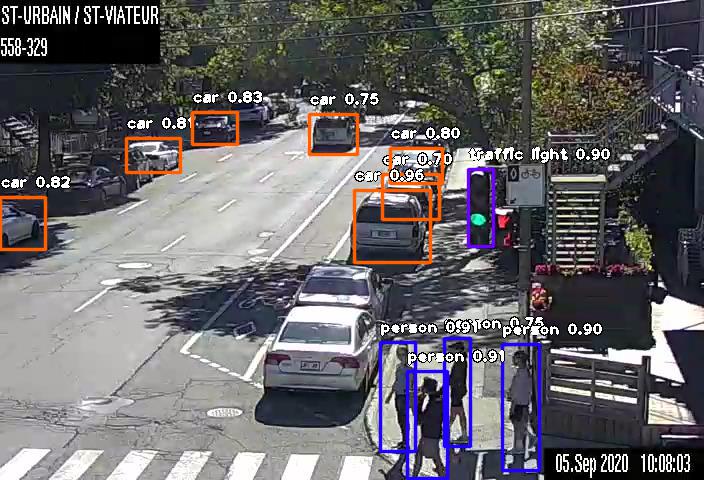 ST-URBAIN / ST-VIATEUR
558-329
car 0.83
car 0.75
car 0.81
car 0.80
car 0.70
traffic light 0.90
car 0.96
car 0.82
person 0.75
person 0.91
person 0.90
person 0.91
05.Sep 2020 10:08:03